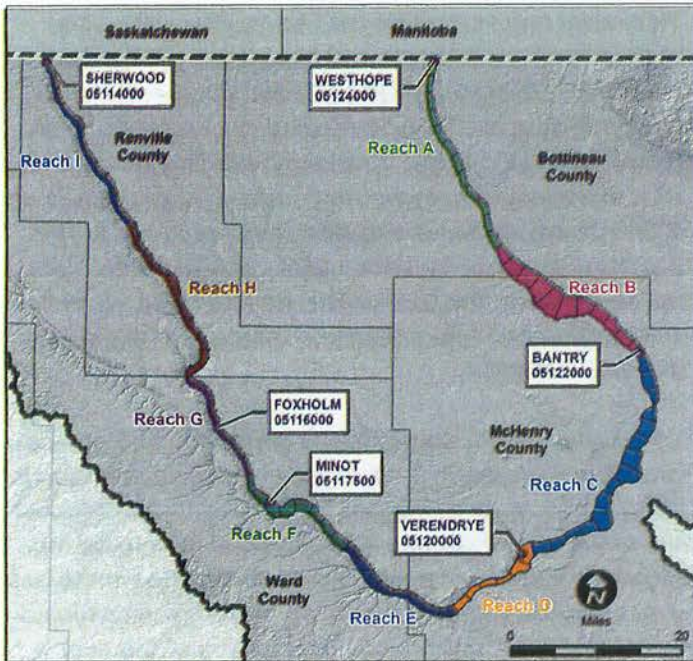 Saskatchewan
Manitoba
SHERWOOD
05114000
WESTHOPE
05124000
Renville
County
Reach A
Reach I
Bottineau
County
Reach H
Reach B
BANTRY
05122000
FOXHOLM
05116000
Reach G
McHenry
County
MINOT
05117500
Reach C
Reach F
VERENDRYE
05120000
Ward
County
Reach D
Reach E
N
Miles
0 10 20